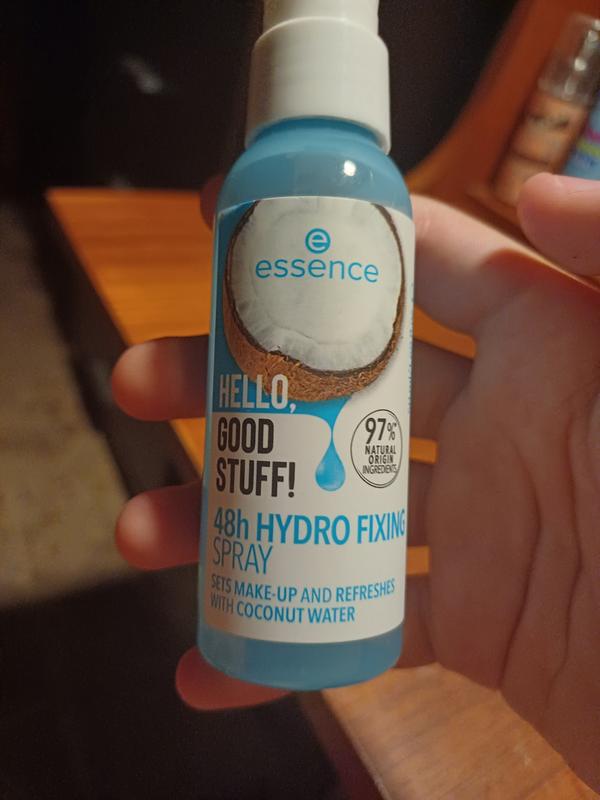 e
essence
HELLO,
GOOD
STUFF!
97%
NATURAL
ORIGIN
INGREDIENTS
48h HYDRO FIXING
SPRAY
SETS MAKE-UP AND REFRESHES
WITH COCONUT WATER